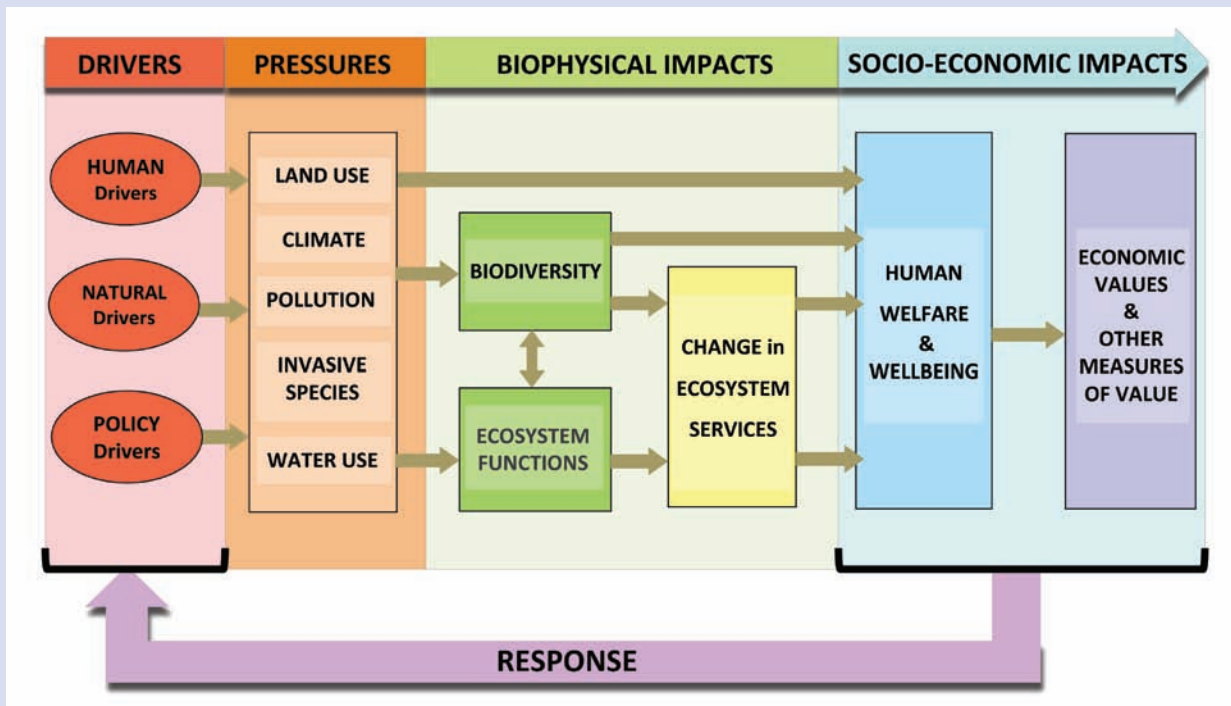 DRIVERS
PRESSURES
BIOPHYSICAL IMPACTS
SOCIO-ECONOMIC IMPACTS
HUMAN
Drivers
NATURAL
Drivers
POLICY
Drivers
LAND USE
CLIMATE
POLLUTION
INVASIVE
SPECIES
WATER USE
BIODIVERSITY
ECOSYSTEM
FUNCTIONS
CHANGE in
ECOSYSTEM
SERVICES
HUMAN
WELFARE
&
WELLBEING
ECONOMIC
VALUES
&
OTHER
MEASURES
OF VALUE
RESPONSE